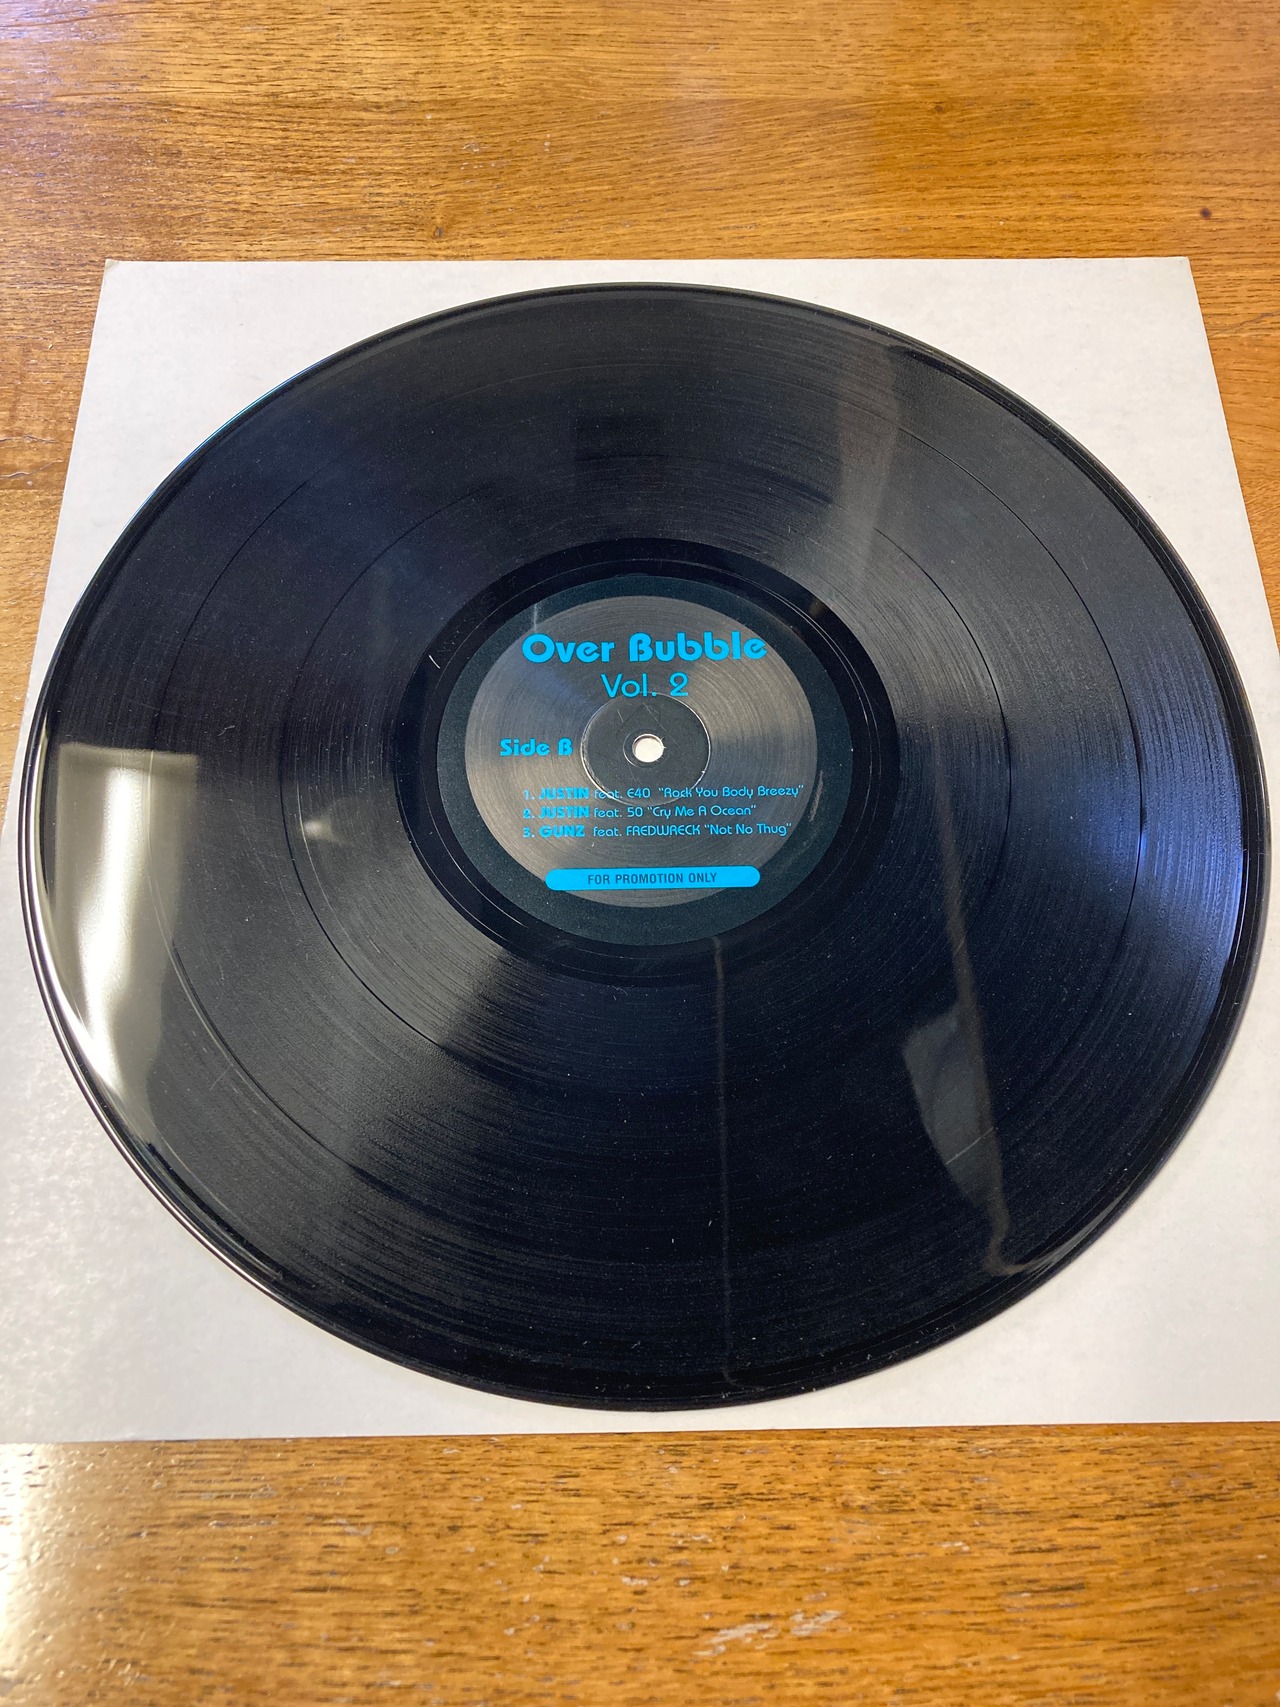 Over Bubble
Vol. 2
Side B
1. JUSTIN feat. E40 "Rock You Body Breezy"
2. JUSTIN feat. 50 "Cry Me A Ocean"
3. GUNZ feat. FREDWRECK "Not No Thug"
FOR PROMOTION ONLY